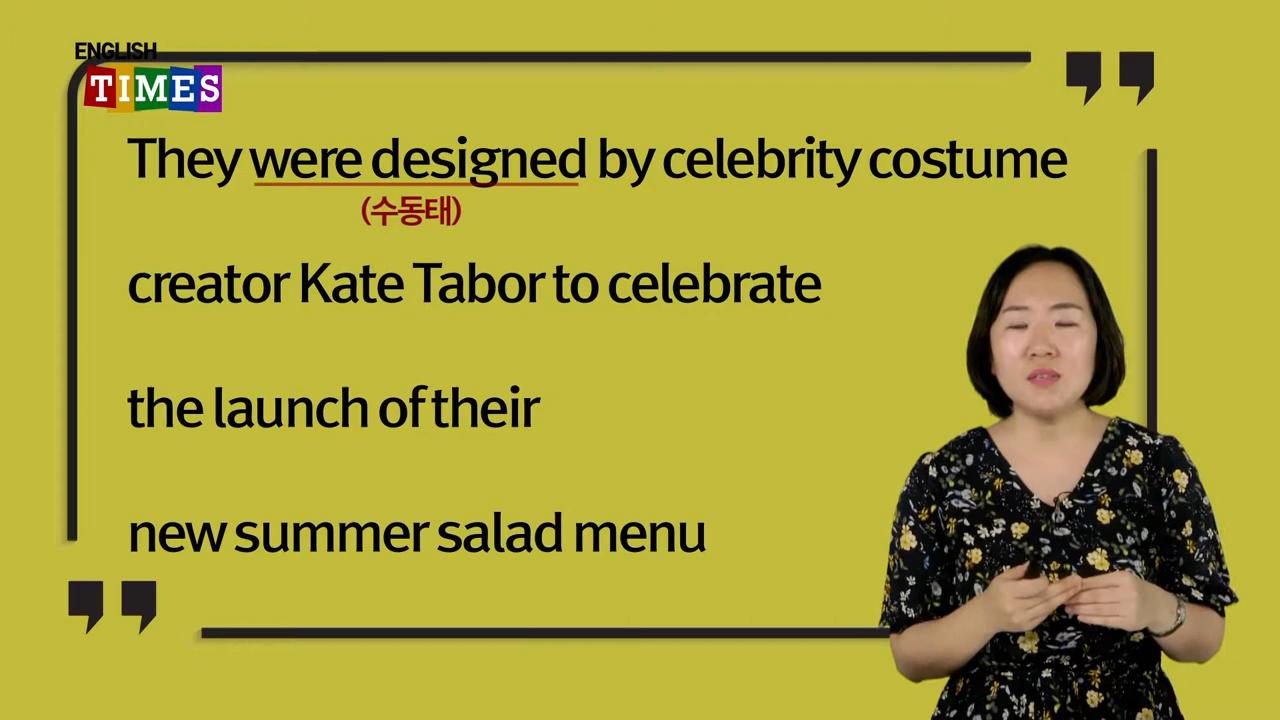 ENGLISH
TIMES
They were designed by celebrity costume
(수동태)
creator Kate Tabor to celebrate
the launch of their
new summer salad menu